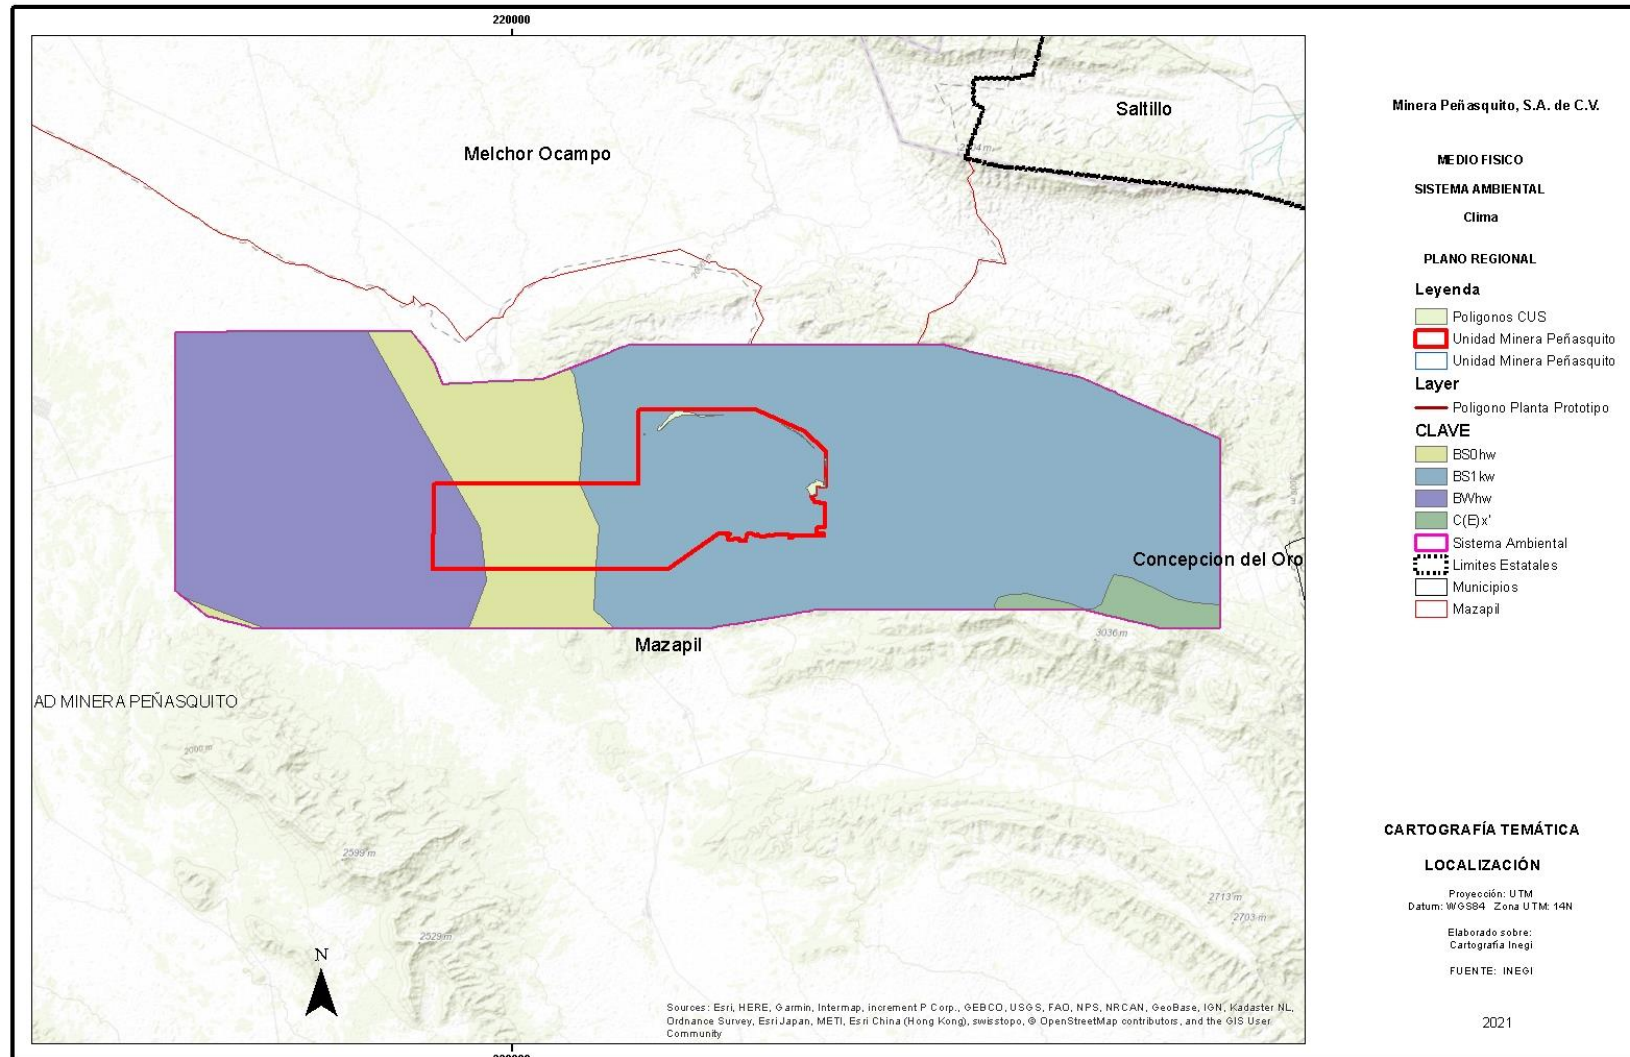 220000
Saltillo
Melchor Ocampo
Concepcion del Oro
3036 m
Mazapil
AD MINERA PEÑASQUITO
2000 m
2599 m
2529 m
2713 m
2703 m
N
Sources: Esri, HERE, Garmin, Intermap, increment P Corp., GEBCO, USGS, FAO, NPS, NRCAN, GeoBase, IGN, Kadaster NL,
Ordnance Survey, Esri Japan, METI, Esri China (Hong Kong), swisstopo, © OpenStreetMap contributors, and the GIS User
Community
Minera Peñasquito, S.A. de C.V.
MEDIO FISICO
SISTEMA AMBIENTAL
Clima
PLANO REGIONAL
Leyenda
Poligonos CUS
Unidad Minera Peñasquito
Unidad Minera Peñasquito
Layer
Poligono Planta Prototipo
CLAVE
BS0hw
BS1kw
BWhw
C(E)x'
Sistema Ambiental
Limites Estatales
Municipios
Mazapil
CARTOGRAFÍA TEMÁTICA
LOCALIZACIÓN
Proyección: UTM
Datum: WGS84 Zona UTM: 14N
Elaborado sobre:
Cartografía Inegi
FUENTE: INEGI
2021